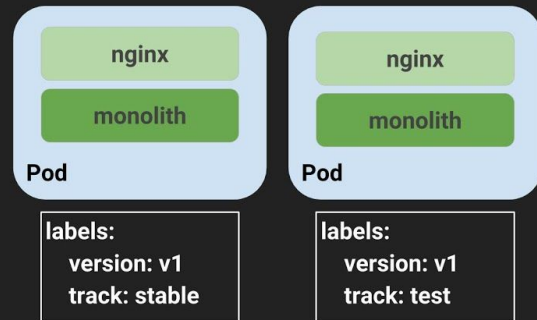 nginx
monolith
Pod
labels:
version: v1
track: stable
nginx
monolith
Pod
labels:
version: v1
track: test